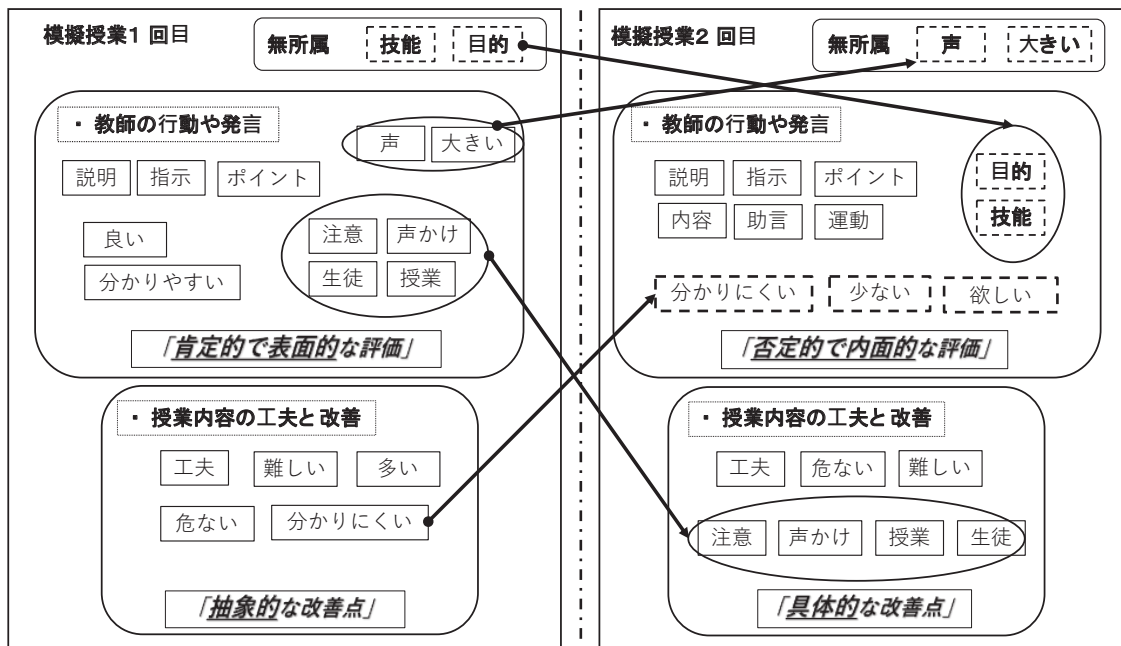 模擬授業1 回目
無所属 技能 目的
・ 教師の行動や発言
声 大きい
説明 指示 ポイント
良い
分かりやすい
注意 声かけ
生徒 授業
「肯定的で表面的な評価」
・ 授業内容の工夫と改善
工夫 難しい 多い
危ない 分かりにくい
「抽象的な改善点」
模擬授業2 回目
無所属 声 大きい
・ 教師の行動や発言
説明 指示 ポイント
内容 助言 運動
目的
技能
分かりにくい 少ない 欲しい
「否定的で内面的な評価」
・ 授業内容の工夫と改善
工夫 危ない 難しい
注意 声かけ 授業 生徒
「具体的な改善点」